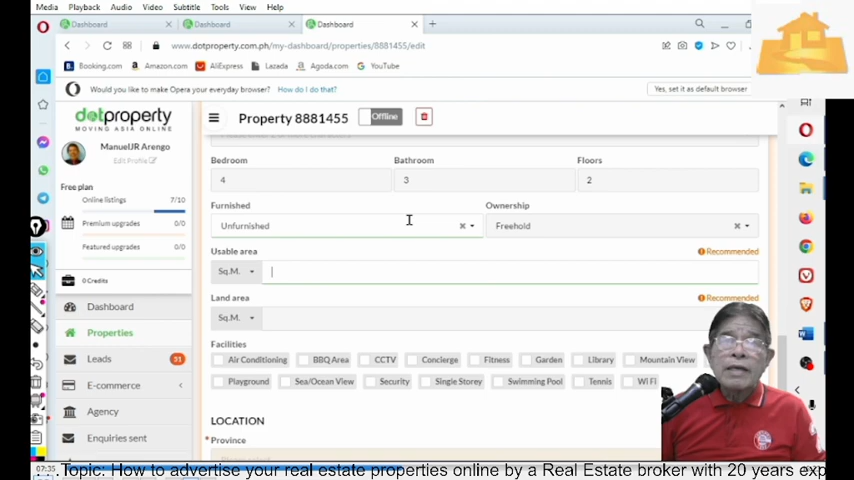 Media Playback Audio Video Subtitle Tools View Help
Dashboard Dashboard Dashboard
www.dotproperty.com.ph/my-dashboard/properties/8881455/edit
Booking.com Amazon.com AliExpress Lazada Agoda.com YouTube
Would you like to make Opera your everyday browser? How do I do that? Yes, set it as default browser
dotproperty
MOVING ASIA ONLINE
Property 8881455 Offline
ManuelJR Arengo
Edit Profile
Free plan
Online listings 7/10
Premium upgrades 0/0
Featured upgrades 0/0
0 Credits
Dashboard
Properties
Leads 31
E-commerce
Agency
Enquiries sent
Bedroom Bathroom Floors
4 3 2
Furnished Ownership
Unfurnished Freehold
Usable area Recommended
Sq.M.
Land area Recommended
Sq.M.
Facilities
Air Conditioning BBQ Area CCTV Concierge Fitness Garden Library Mountain View
Playground Sea/Ocean View Security Single Storey Swimming Pool Tennis Wi Fi
LOCATION
* Province
07:35
....Topic: How to advertise your real estate properties online by a Real Estate broker with 20 years exp